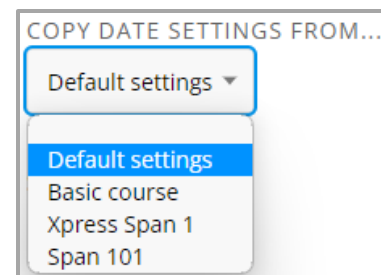 COPY DATE SETTINGS FROM...
Default settings
Default settings
Basic course
Xpress Span 1
Span 101